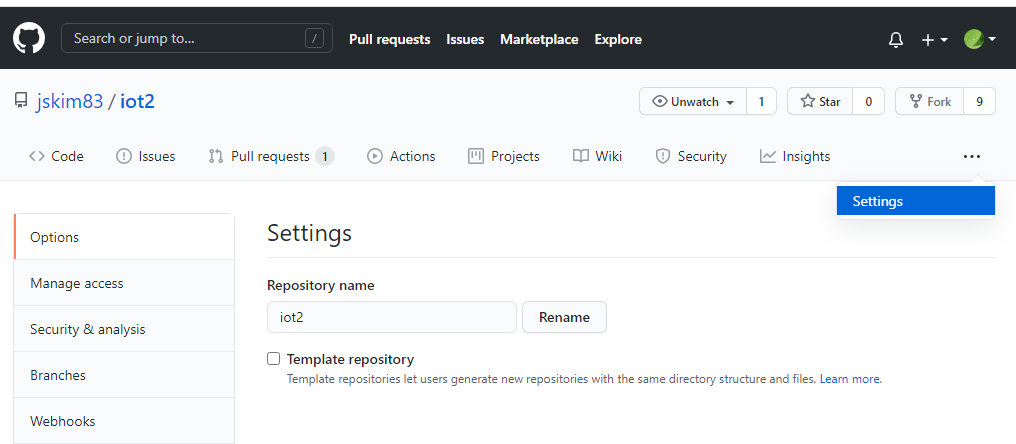 Search or jump to... / Pull requests Issues Marketplace Explore
jskim83 / iot2 Unwatch 1 Star 0 Fork 9
Code Issues Pull requests 1 Actions Projects Wiki Security Insights ...
Settings
Options
Manage access
Security & analysis
Branches
Webhooks
Settings
Repository name
iot2 Rename
Template repository
Template repositories let users generate new repositories with the same directory structure and files. Learn more.